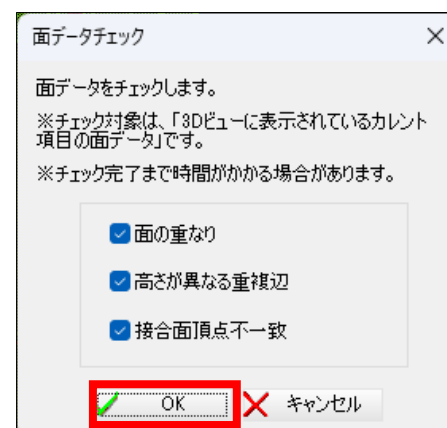 面データチェック
面データをチェックします。
※チェック対象は、「3Dビューに表示されているカレント
項目の面データ」です。
※チェック完了まで時間がかかる場合があります。
面の重なり
高さが異なる重複辺
接合面頂点不一致
OK キャンセル